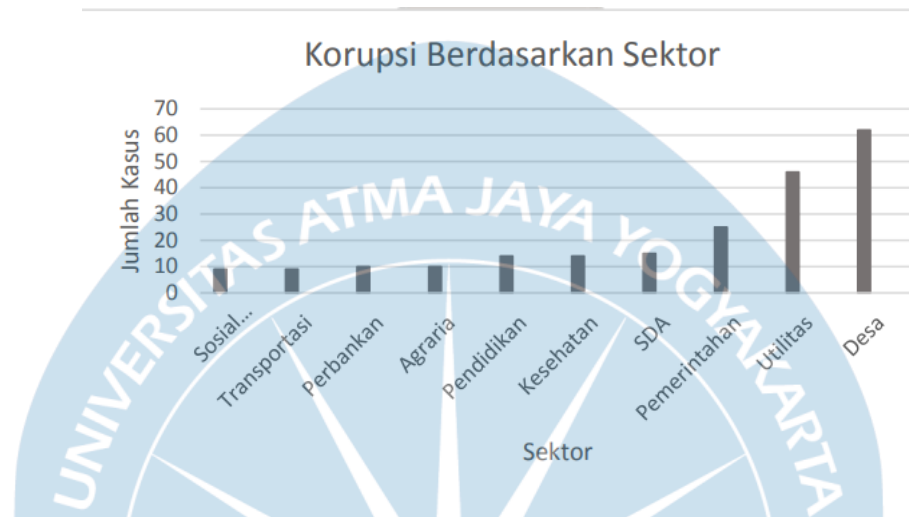 Korupsi Berdasarkan Sektor
Jumlah Kasus
70
60
50
40
30
20
10
0
Sosial...
Transportasi
Perbankan
Agraria
Pendidikan
Kesehatan
SDA
Pemerintahan
Utilitas
Desa
Sektor
UNIVERSITAS ATMA JAYA YOGYAKARTA